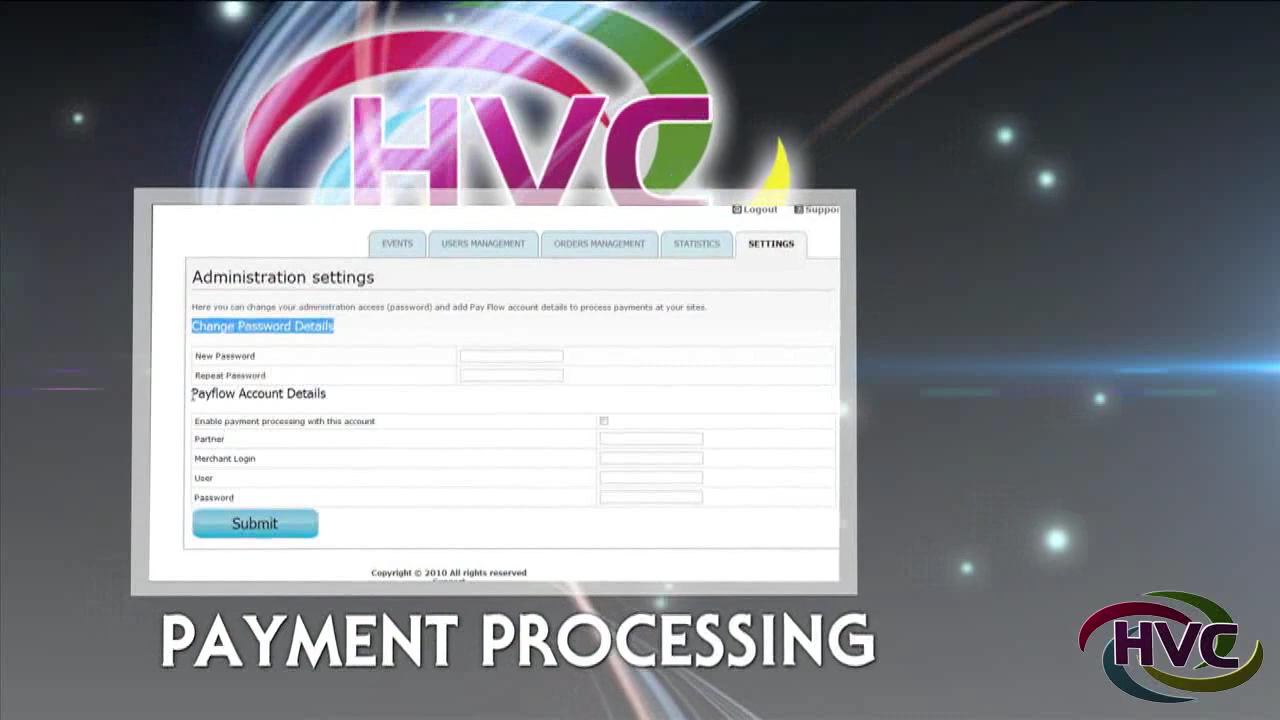 HVC
Logout
Suppor
EVENTS
USERS MANAGEMENT
ORDERS MANAGEMENT
STATISTICS
SETTINGS
Administration settings
Here you can change your administration access (password) and add Pay Flow account details to process payments at your sites.
Change Password Details
New Password
Repeat Password
Payflow Account Details
Enable payment processing with this account
Partner
Merchant Login
User
Password
Submit
Copyright © 2010 All rights reserved
PAYMENT PROCESSING
HVC